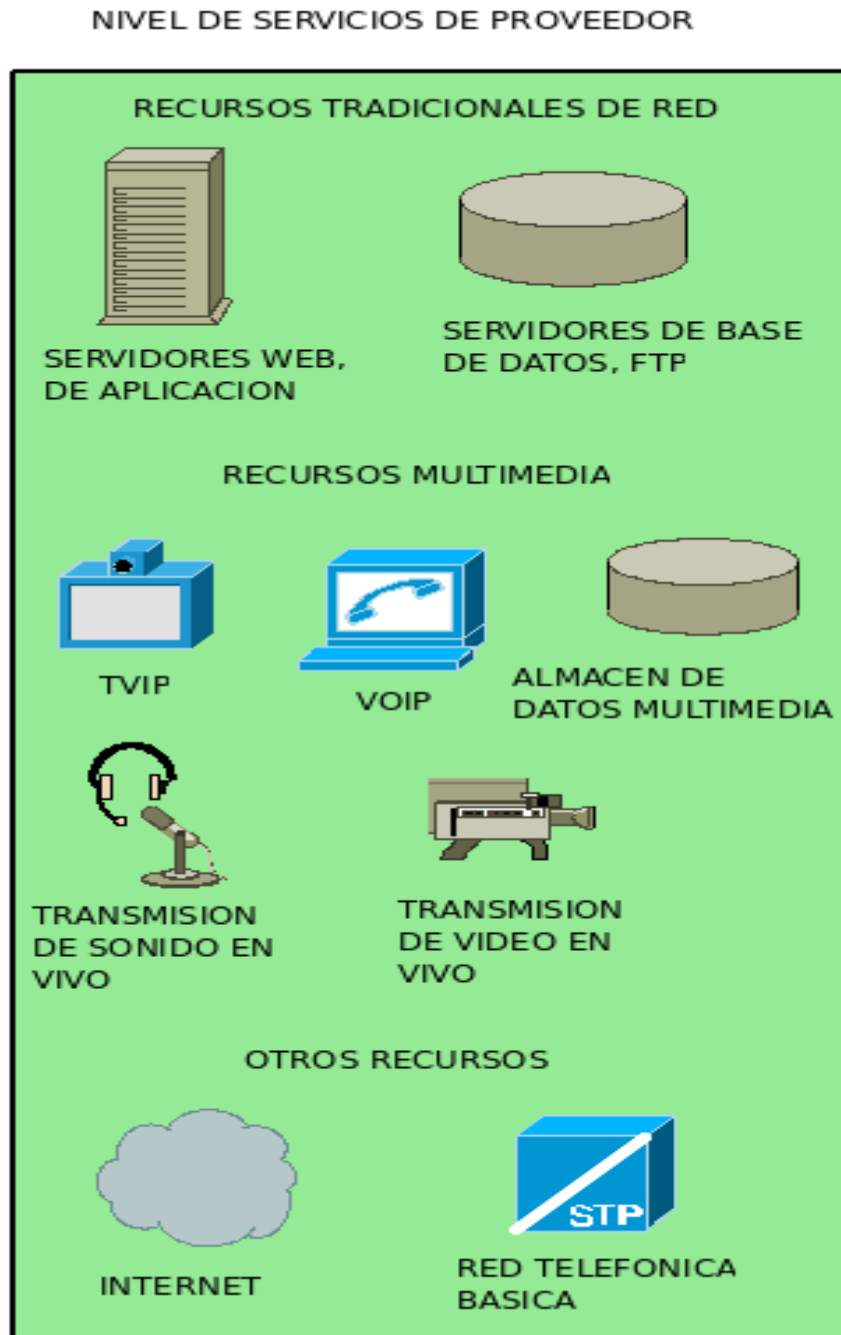 NIVEL DE SERVICIOS DE PROVEEDOR
RECURSOS TRADICIONALES DE RED
SERVIDORES WEB,
DE APLICACION
SERVIDORES DE BASE
DE DATOS, FTP
RECURSOS MULTIMEDIA
TVIP
VOIP
ALMACEN DE
DATOS MULTIMEDIA
TRANSMISION
DE SONIDO EN
VIVO
TRANSMISION
DE VIDEO EN
VIVO
OTROS RECURSOS
STP
INTERNET
RED TELEFONICA
BASICA